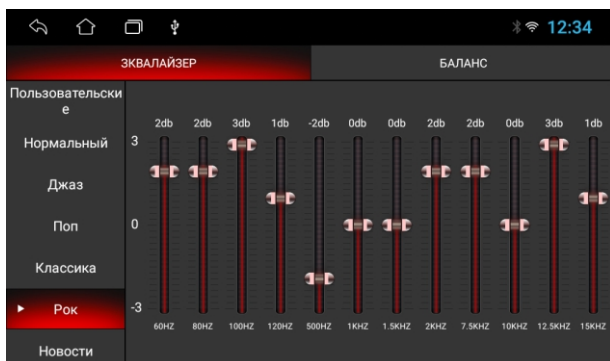 12:34
ЗКВАЛАЙЗЕР БАЛАНС
Пользовательски
е
Нормальный
Джаз
Поп
Классика
Рок
Новости
2db 2db 3db 1db -2db 0db 0db 2db 2db 0db 3db 1db
3
0
-3
60HZ 80HZ 100HZ 120HZ 500HZ 1KHZ 1.5KHZ 2KHZ 7.5KHZ 10KHZ 12.5KHZ 15KHZ